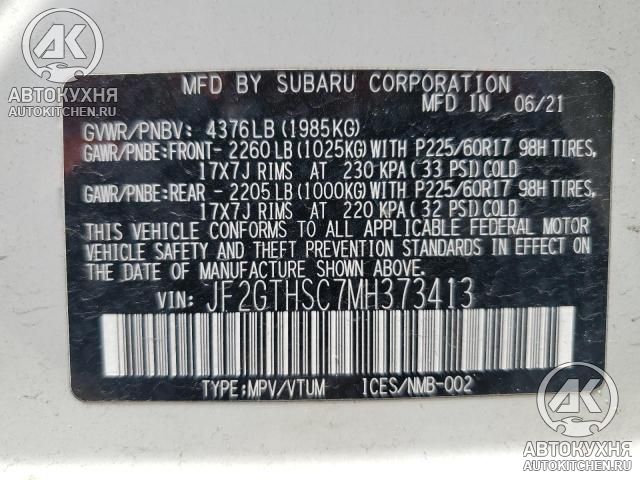 MFD BY SUBARU CORPORATION
MFD IN 06/21
GVWR/PNBV: 4376LB (1985KG)
GAWR/PNBE:FRONT- 2260 LB (1025KG) WITH P225/60R17 98H TIRES,
17X7J RIMS AT 230 KPA (33 PSI) COLD
GAWR/PNBE:REAR - 2205 LB (1000KG) WITH P225/60R17 98H TIRES,
17X7J RIMS AT 220 KPA (32 PSI) COLD
THIS VEHICLE CONFORMS TO ALL APPLICABLE FEDERAL MOTOR
VEHICLE SAFETY AND THEFT PREVENTION STANDARDS IN EFFECT ON
THE DATE OF MANUFACTURE SHOWN ABOVE.
VIN: JF2GTHSC7MH373413
TYPE:MPV/VTUM ICES/NMB-002
АК
АВТОКУХНЯ
AUTOKITCHEN.RU
АК
АВТОКУХНЯ
AUTOKITCHEN.RU